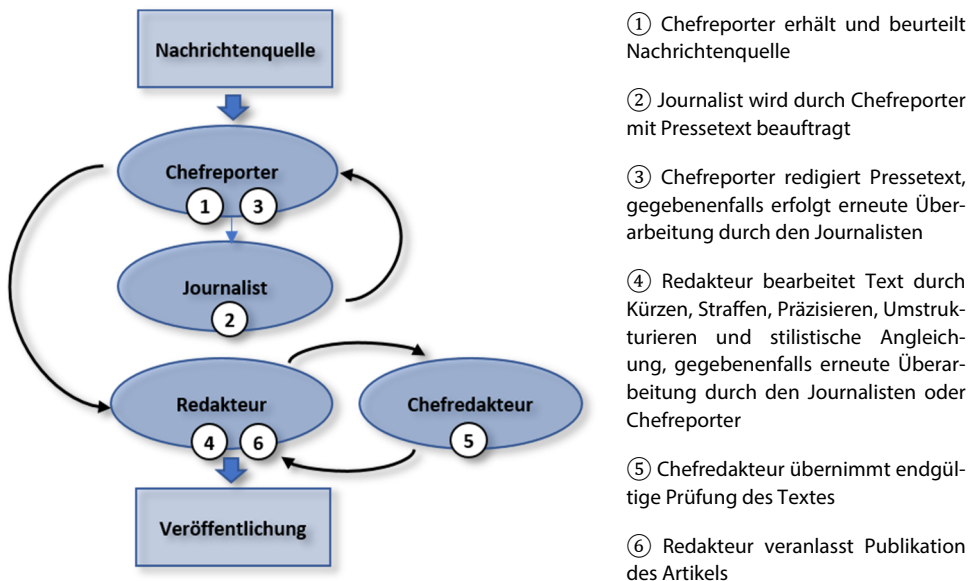 Nachrichtenquelle
Chefreporter
1 3
Journalist
2
Redakteur
4 6
Chefredakteur
5
Veröffentlichung
① Chefreporter erhält und beurteilt
Nachrichtenquelle
② Journalist wird durch Chefreporter
mit Pressetext beauftragt
③ Chefreporter redigiert Pressetext,
gegebenenfalls erfolgt erneute Über-
arbeitung durch den Journalisten
④ Redakteur bearbeitet Text durch
Kürzen, Straffen, Präzisieren, Umstruk-
turieren und stilistische Angleich-
ung, gegebenenfalls erneute Überar-
beitung durch den Journalisten oder
Chefreporter
⑤ Chefredakteur übernimmt endgül-
tige Prüfung des Textes
⑥ Redakteur veranlasst Publikation
des Artikels